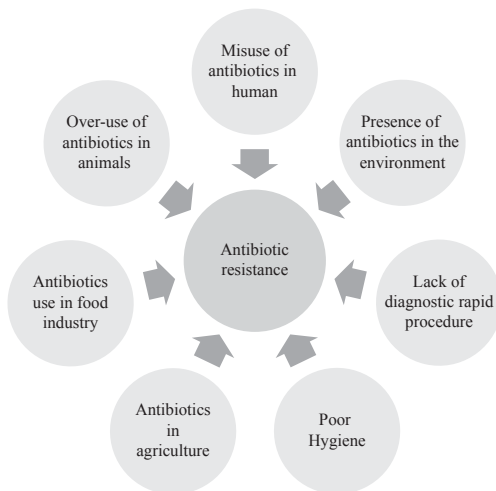 Misuse of
antibiotics in
human
Presence of
antibiotics in the
environment
Lack of
diagnostic rapid
procedure
Poor
Hygiene
Antibiotics
in
agriculture
Antibiotics
use in food
industry
Over-use of
antibiotics in
animals
Antibiotic
resistance